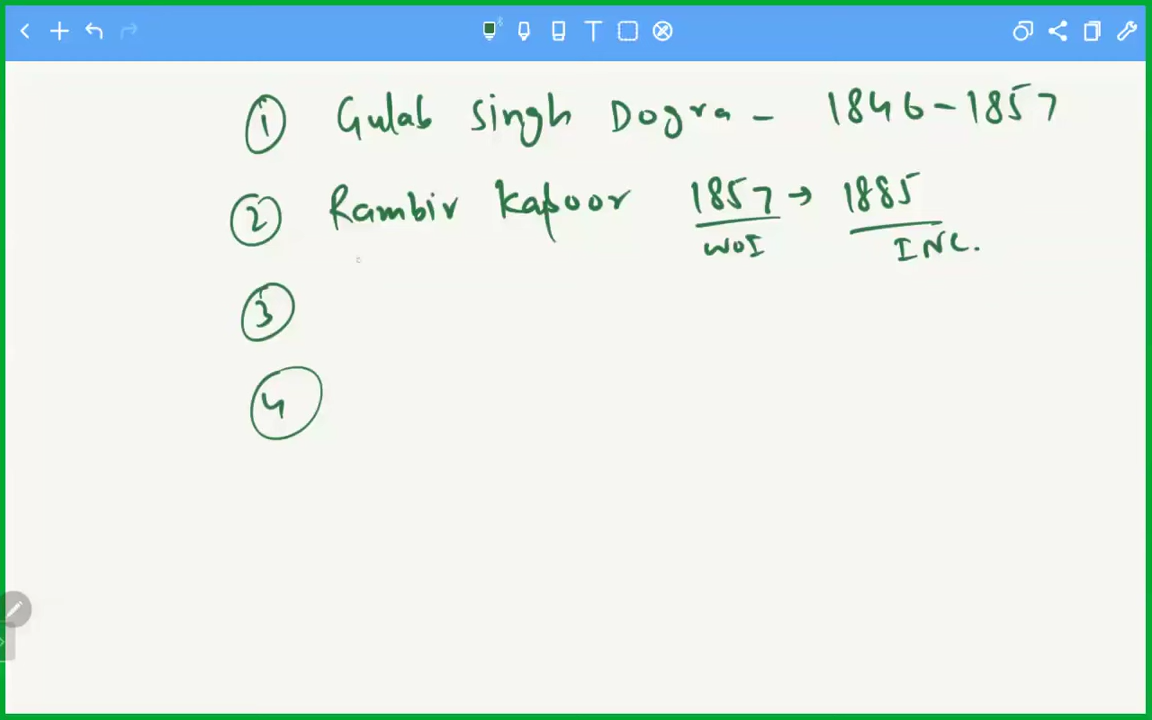 ① Gulab Singh Dogra - 1846-1857
② Rambir Kapoor 1857 → 1885
WOI INC.
③
④